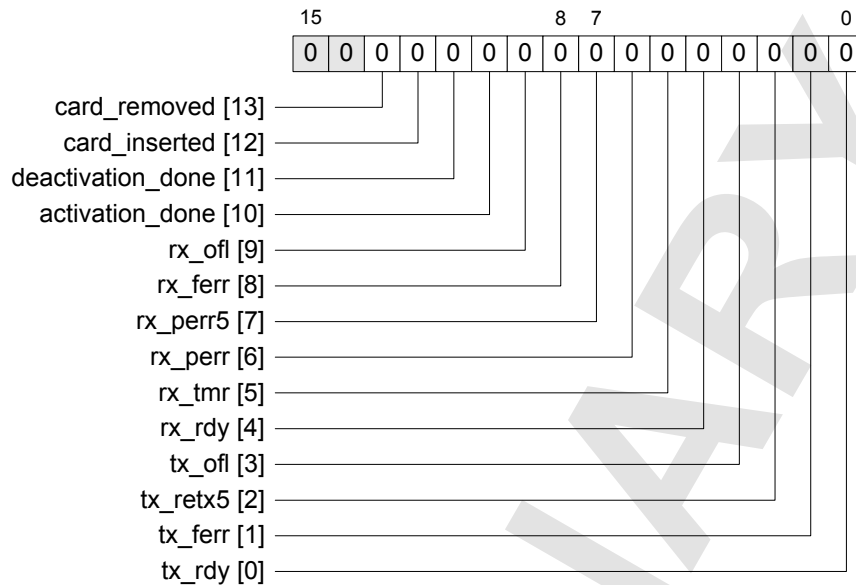 15 8 7 0
0 0 0 0 0 0 0 0 0 0 0 0 0 0 0 0
card_removed [13]
card_inserted [12]
deactivation_done [11]
activation_done [10]
rx_ofl [9]
rx_ferr [8]
rx_perr5 [7]
rx_perr [6]
rx_tmr [5]
rx_rdy [4]
tx_ofl [3]
tx_retx5 [2]
tx_ferr [1]
tx_rdy [0]